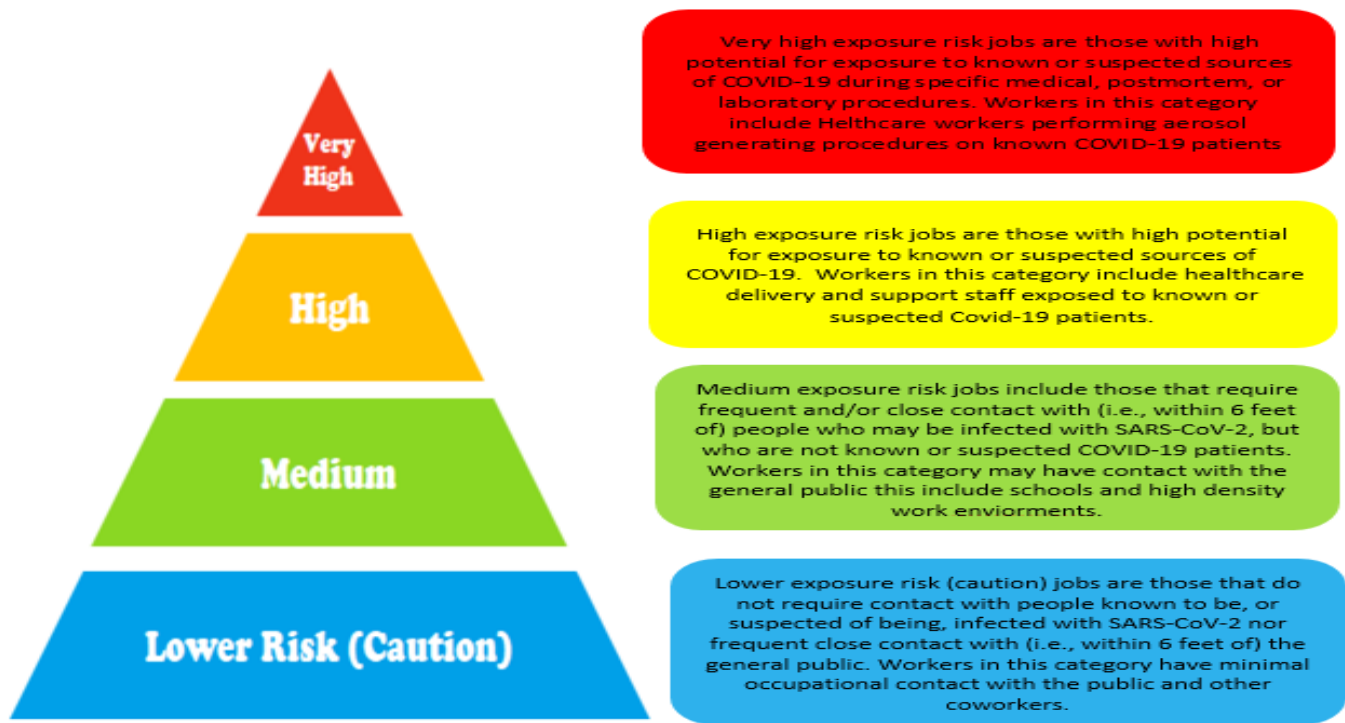 Very high exposure risk jobs are those with high
potential for exposure to known or suspected sources
of COVID-19 during specific medical, postmortem, or
laboratory procedures. Workers in this category
include Helthcare workers performing aerosol
generating procedures on known COVID-19 patients
Very
High
High exposure risk jobs are those with high potential
for exposure to known or suspected sources of
COVID-19.  Workers in this category include healthcare
delivery and support staff exposed to known or
suspected Covid-19 patients.
High
Medium exposure risk jobs include those that require
frequent and/or close contact with (i.e., within 6 feet
of) people who may be infected with SARS-CoV-2, but
who are not known or suspected COVID-19 patients.
Workers in this category may have contact with the
general public this include schools and high density
work enviorments.
Medium
Lower exposure risk (caution) jobs are those that do
not require contact with people known to be, or
suspected of being, infected with SARS-CoV-2 nor
frequent close contact with (i.e., within 6 feet of) the
general public. Workers in this category have minimal
occupational contact with the public and other
coworkers.
Lower Risk (Caution)